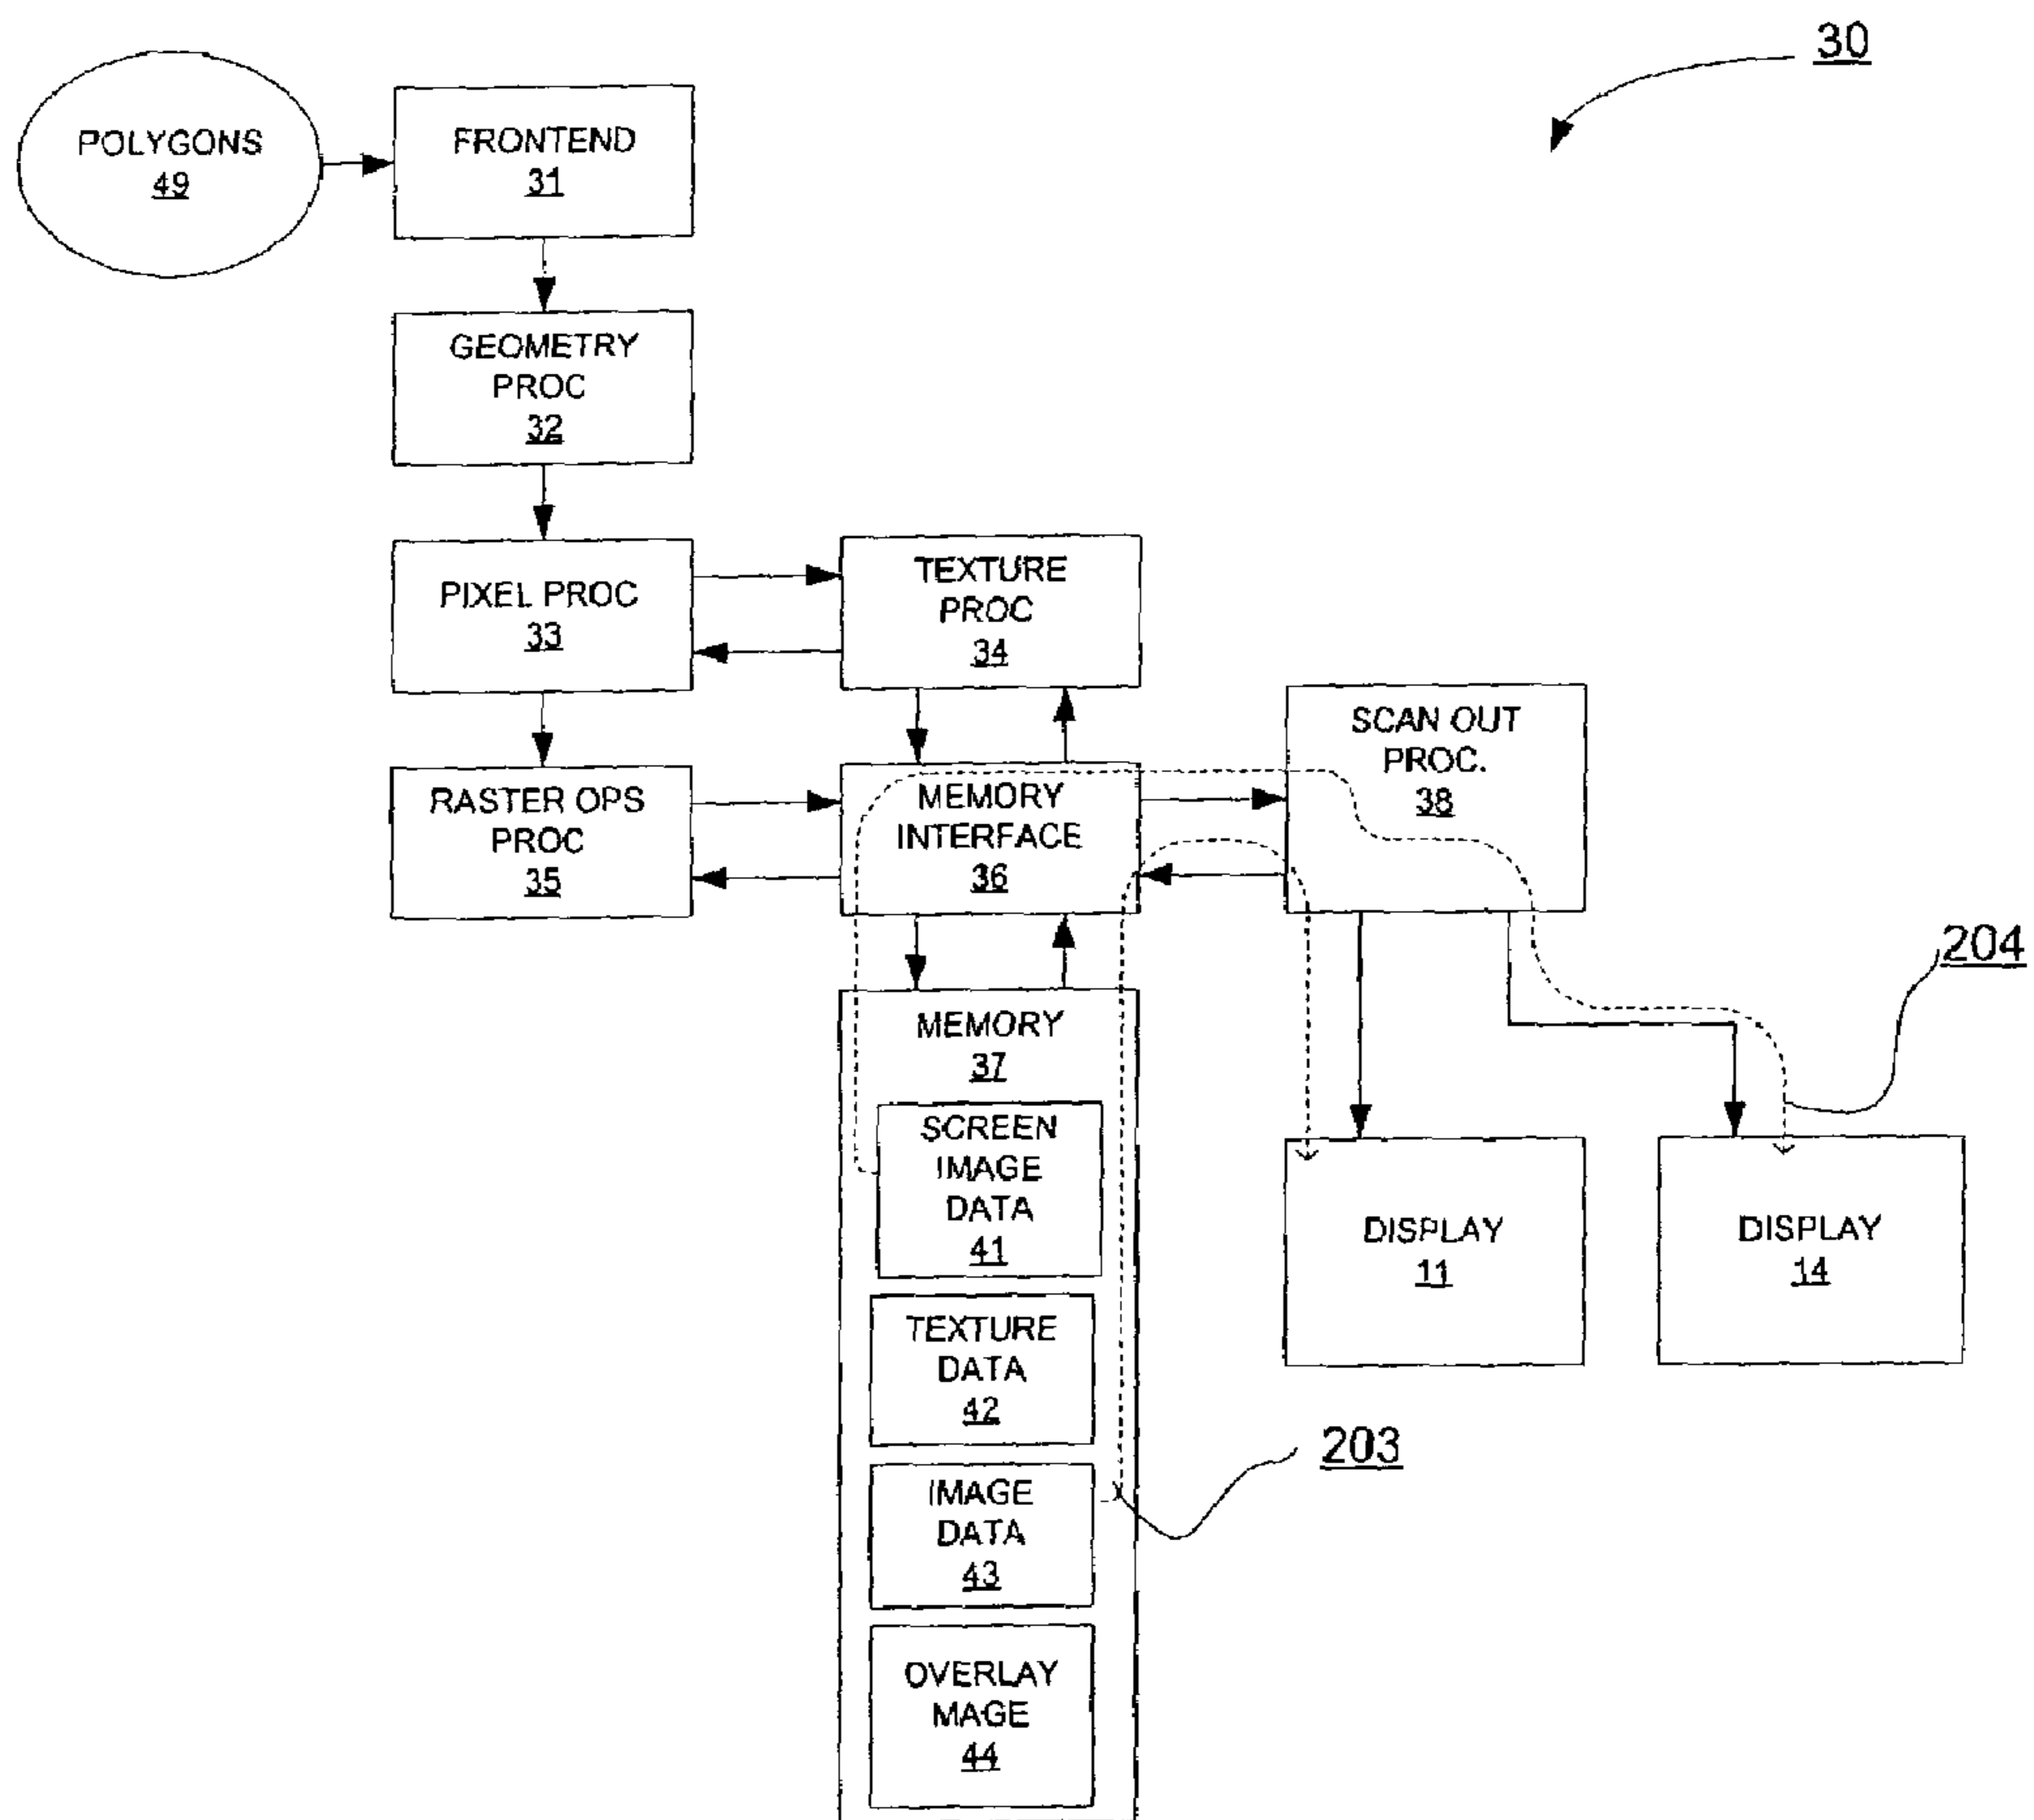 30
POLYGONS
49
FRONTEND
31
GEOMETRY
PROC
32
PIXEL PROC
33
TEXTURE
PROC
34
RASTER OPS
PROC
35
MEMORY
INTERFACE
36
SCAN OUT
PROC.
38
204
MEMORY
37
SCREEN
IMAGE
DATA
41
DISPLAY
11
DISPLAY
14
TEXTURE
DATA
42
203
IMAGE
DATA
43
OVERLAY
MAGE
44